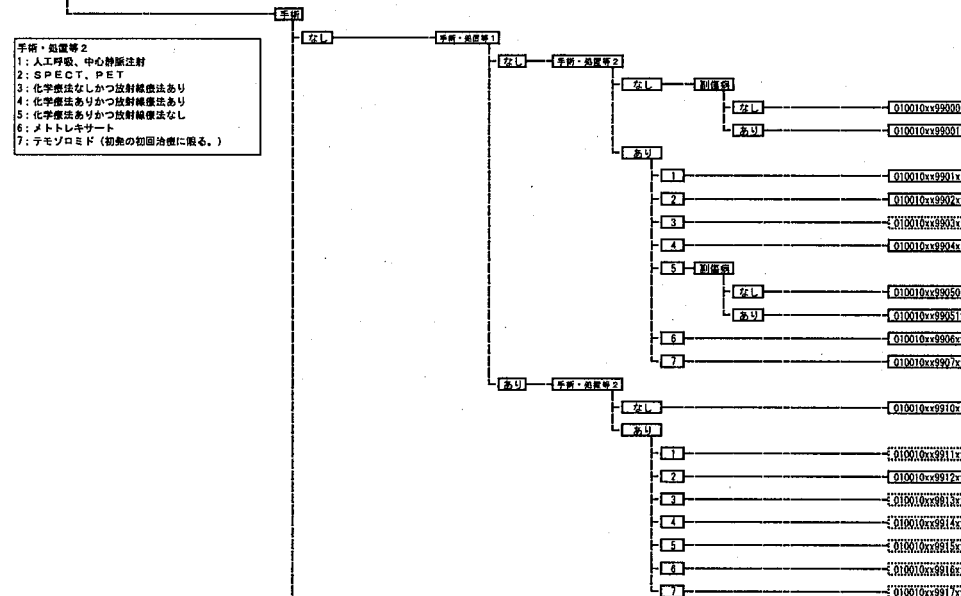 手術
なし 手術・処置等1
手術・処置等2
1:人工呼吸、中心静脈注射
2:SPECT、PET
3:化学療法なしかつ放射線療法あり
4:化学療法ありかつ放射線療法あり
5:化学療法ありかつ放射線療法なし
6:メトトレキサート
7:テモゾロミド(初発の初回治療に限る。)
なし 手術・処置等2
なし 副傷病
なし 010010xx99000
あり 010010xx99001
あり
1 010010xx9901x
2 010010xx9902x
3 010010xx9903x
4 010010xx9904x
5 副傷病
なし 010010xx99050
あり 010010xx99051
6 010010xx9906x
7 010010xx9907x
あり 手術・処置等2
なし 010010xx9910x
あり
1 010010xx9911x
2 010010xx9912x
3 010010xx9913x
4 010010xx9914x
5 010010xx9915x
6 010010xx9916x
7 010010xx9917x